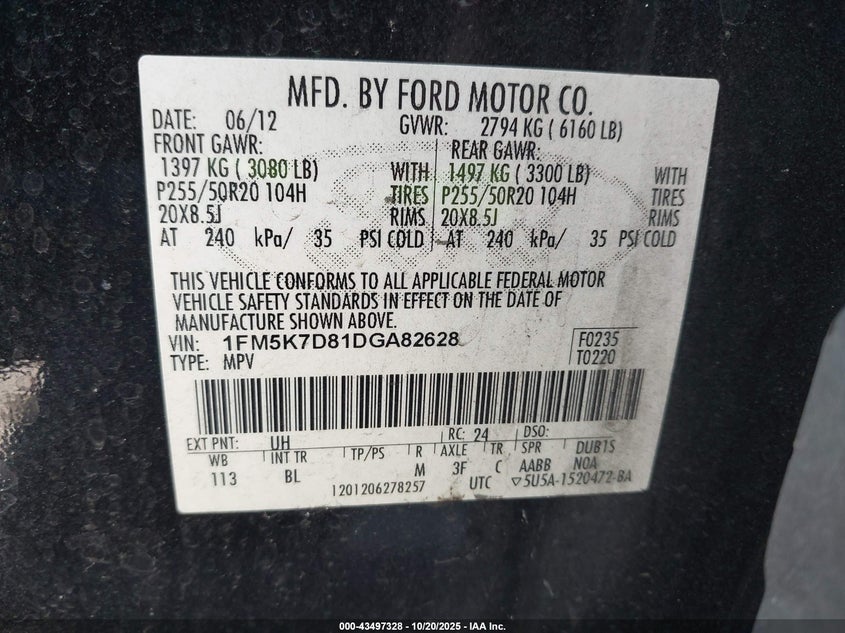 MFD. BY FORD MOTOR CO.
DATE: 06/12 GVWR: 2794 KG ( 6160 LB)
FRONT GAWR: REAR GAWR:
1397 KG ( 3080 LB) WITH 1497 KG ( 3300 LB) WITH
P255/50R20 104H TIRES P255/50R20 104H TIRES
20X8.5J RIMS 20X8.5J RIMS
AT 240 kPa/ 35 PSI COLD AT 240 kPa/ 35 PSI COLD
THIS VEHICLE CONFORMS TO ALL APPLICABLE FEDERAL MOTOR
VEHICLE SAFETY STANDARDS IN EFFECT ON THE DATE OF
MANUFACTURE SHOWN ABOVE.
VIN: 1FM5K7D81DGA82628 F0235
TYPE: MPV T0220
EXT PNT: UH RC: 24 DSO:
WB INT TR TP/PS R AXLE TR SPR DUB1S
113 BL M 3F C AABB NOA
1201206278257 UTC ▽5U5A-1520472-BA
000-43497328 - 10/20/2025 - IAA Inc.